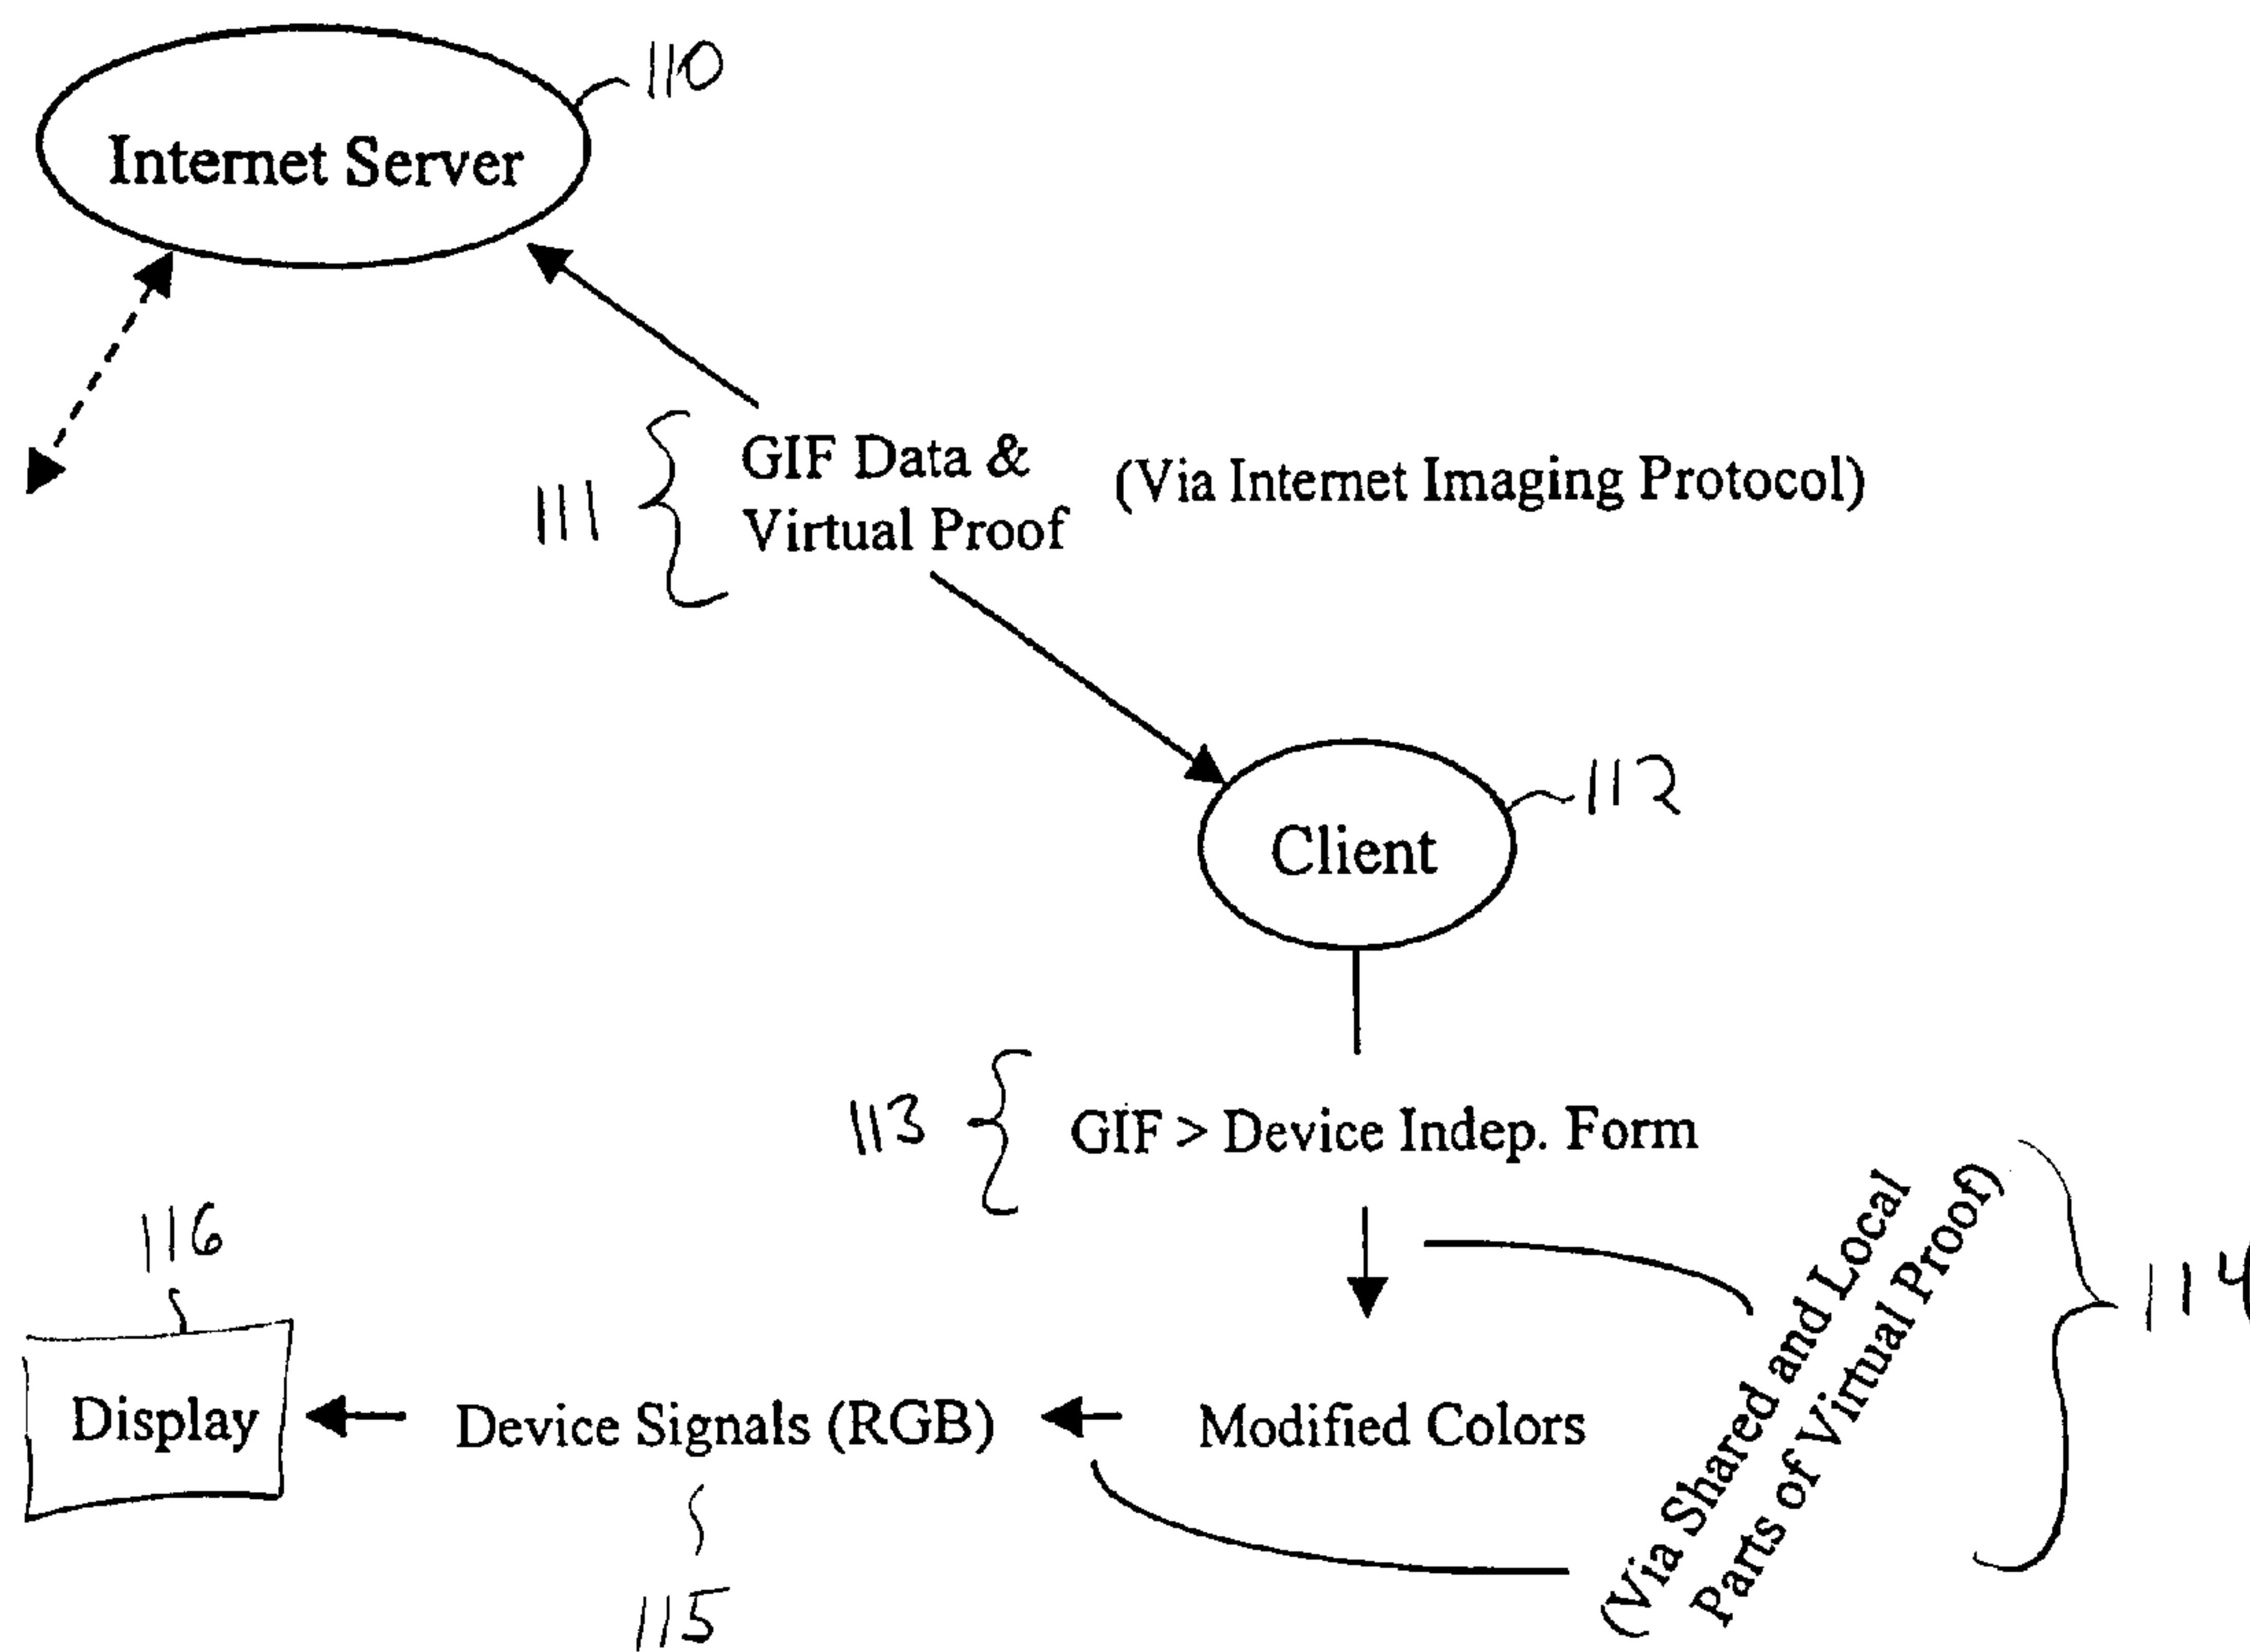 110
Internet Server
GIF Data &
Virtual Proof
(Via Internet Imaging Protocol)
111
112
Client
113
GIF > Device Indep. Form
116
(Via Shared and Local
Parts of Virtual Proof)
114
Display
Device Signals (RGB)
Modified Colors
115